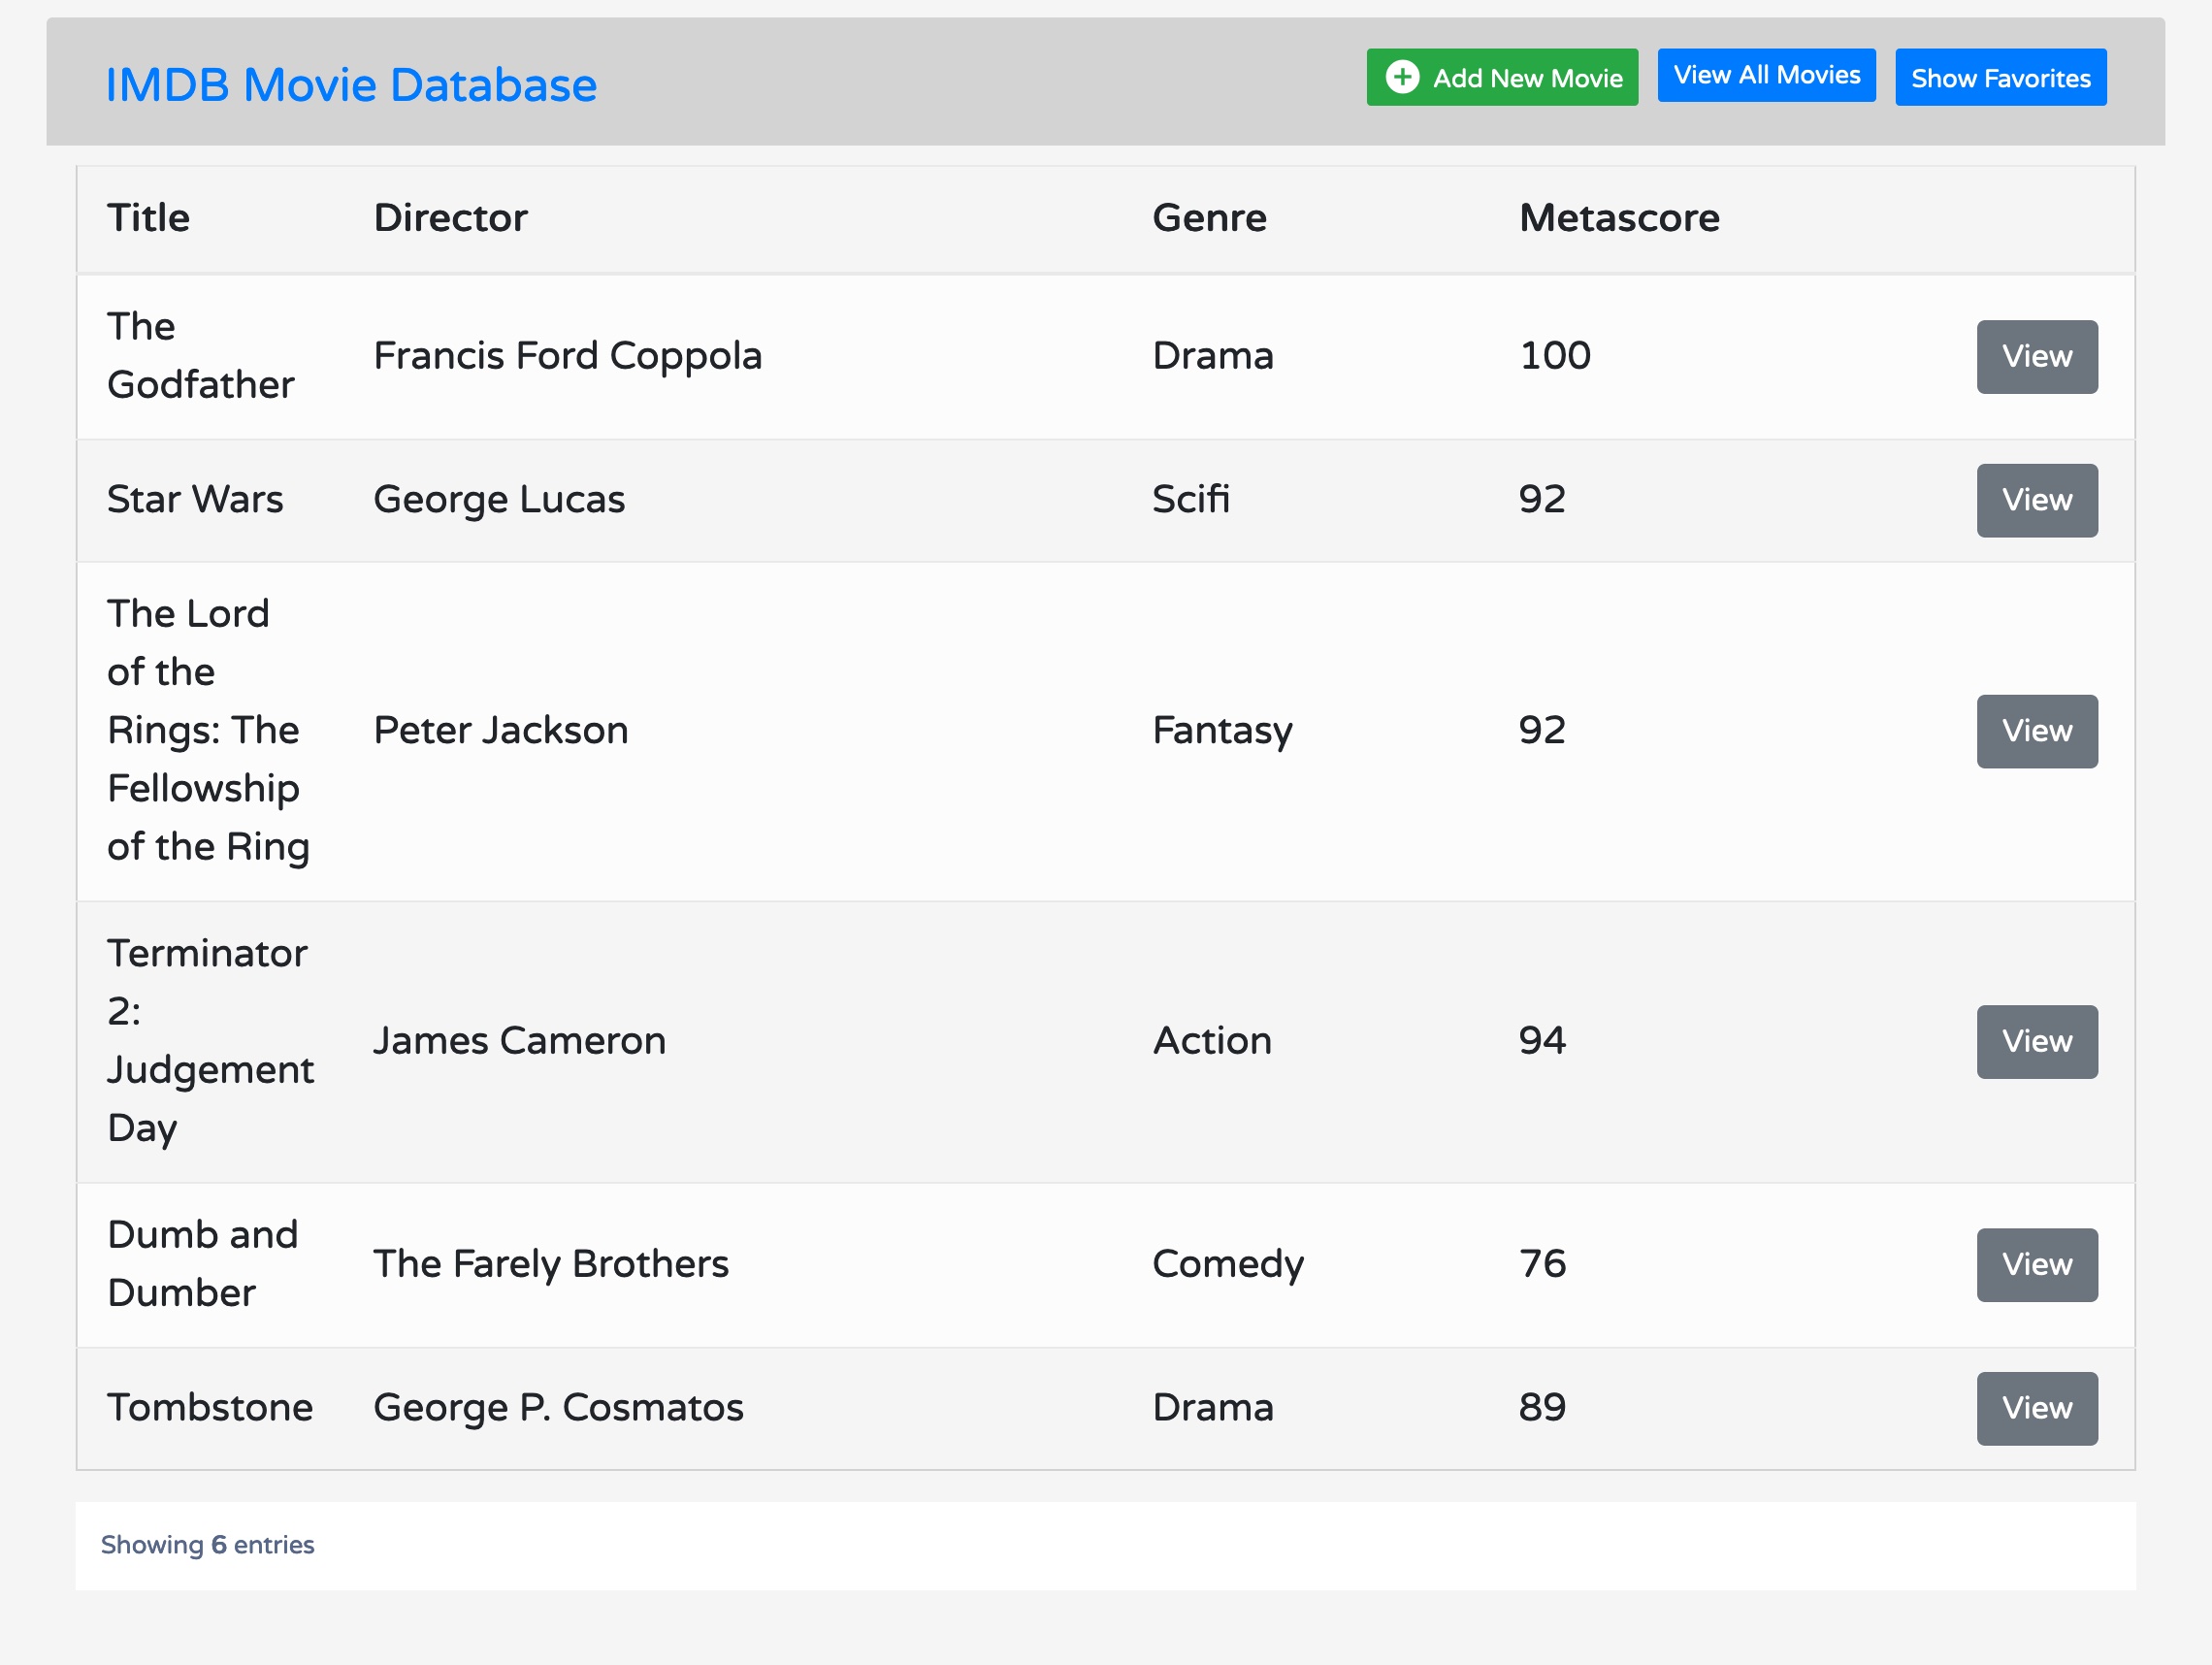 IMDB Movie Database
Add New Movie
View All Movies
Show Favorites
Title Director Genre Metascore
The
Godfather
Francis Ford Coppola Drama 100 View
Star Wars George Lucas Scifi 92 View
The Lord
of the
Rings: The
Fellowship
of the Ring
Peter Jackson Fantasy 92 View
Terminator
2:
Judgement
Day
James Cameron Action 94 View
Dumb and
Dumber
The Farely Brothers Comedy 76 View
Tombstone George P. Cosmatos Drama 89 View
Showing 6 entries